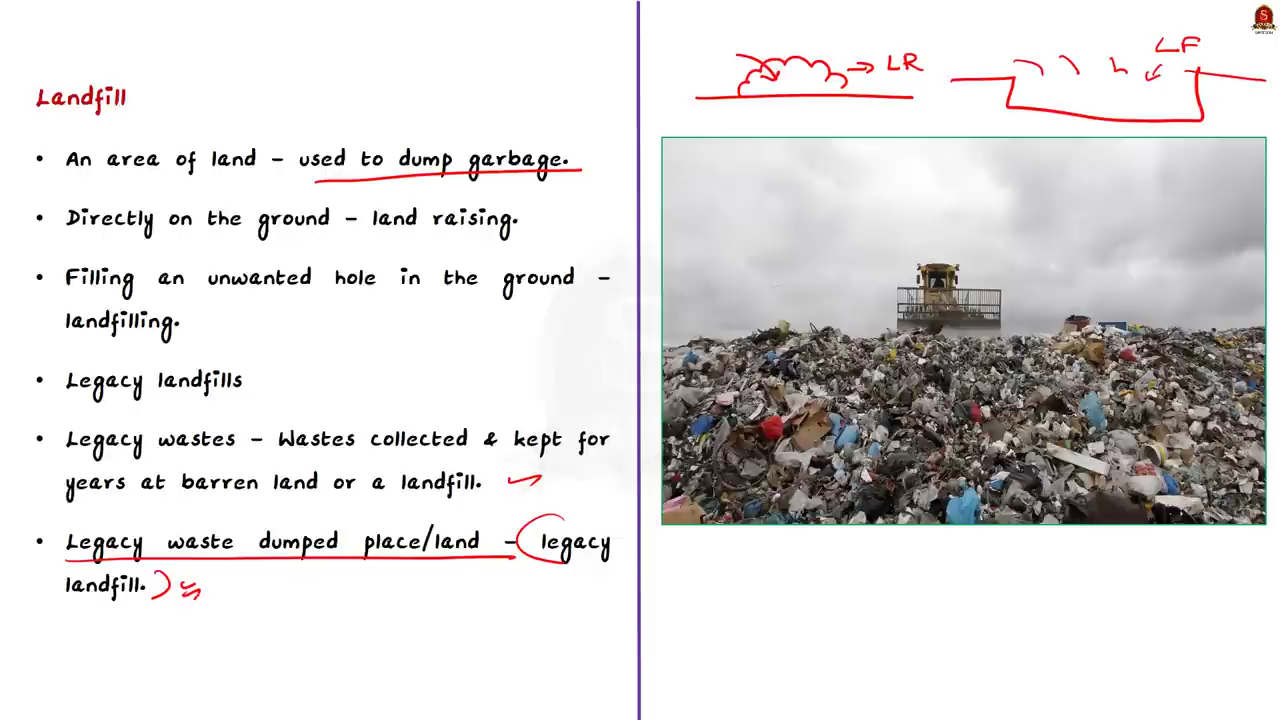 Landfill
• An area of land – used to dump garbage.
• Directly on the ground – land raising.
• Filling an unwanted hole in the ground –
landfilling.
• Legacy landfills
• Legacy wastes – Wastes collected & kept for
years at barren land or a landfill.
• Legacy waste dumped place/land – legacy
landfill.
LR
LF
S